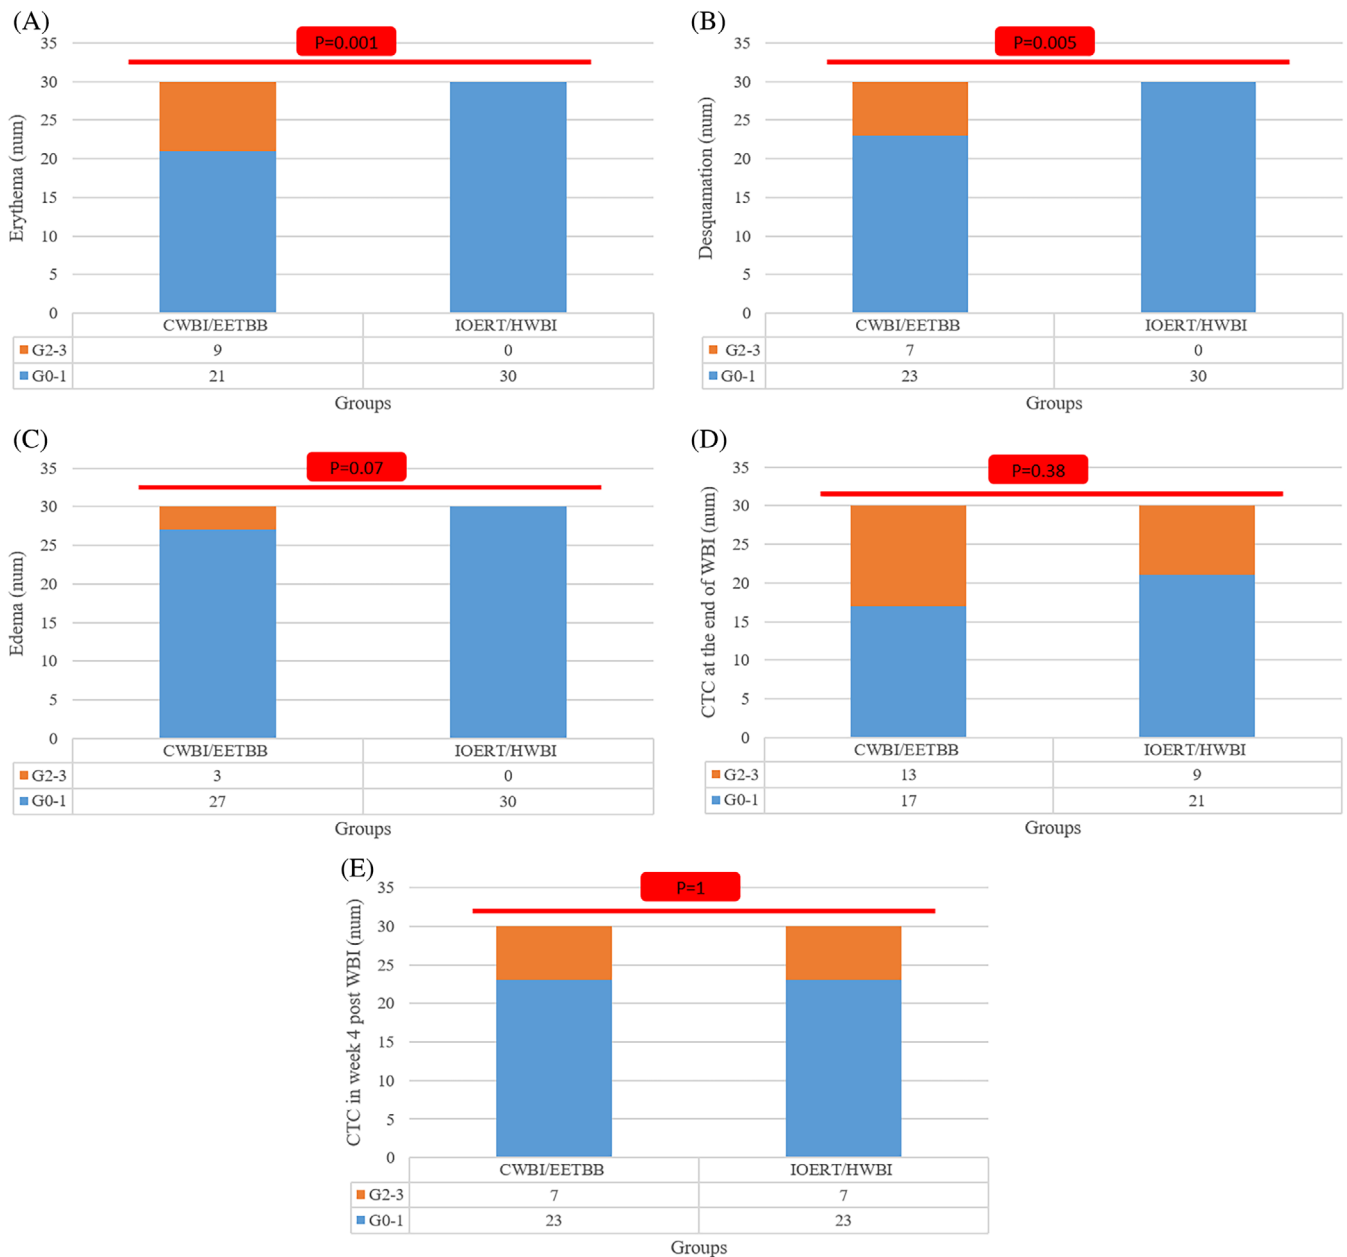 (A)
P=0.001
35
30
25
20
15
10
5
0
Erythema (num)
CWBI/EETBB IOERT/HWBI
G2-3 9 0
G0-1 21 30
Groups
(B)
P=0.005
35
30
25
20
15
10
5
0
Desquamation (num)
CWBI/EETBB IOERT/HWBI
G2-3 7 0
G0-1 23 30
Groups
(C)
P=0.07
35
30
25
20
15
10
5
0
Edema (num)
CWBI/EETBB IOERT/HWBI
G2-3 3 0
G0-1 27 30
Groups
(D)
P=0.38
35
30
25
20
15
10
5
0
CTC at the end of WBI (num)
CWBI/EETBB IOERT/HWBI
G2-3 13 9
G0-1 17 21
Groups
(E)
P=1
35
30
25
20
15
10
5
0
CTC in week 4 post WBI (num)
CWBI/EETBB IOERT/HWBI
G2-3 7 7
G0-1 23 23
Groups